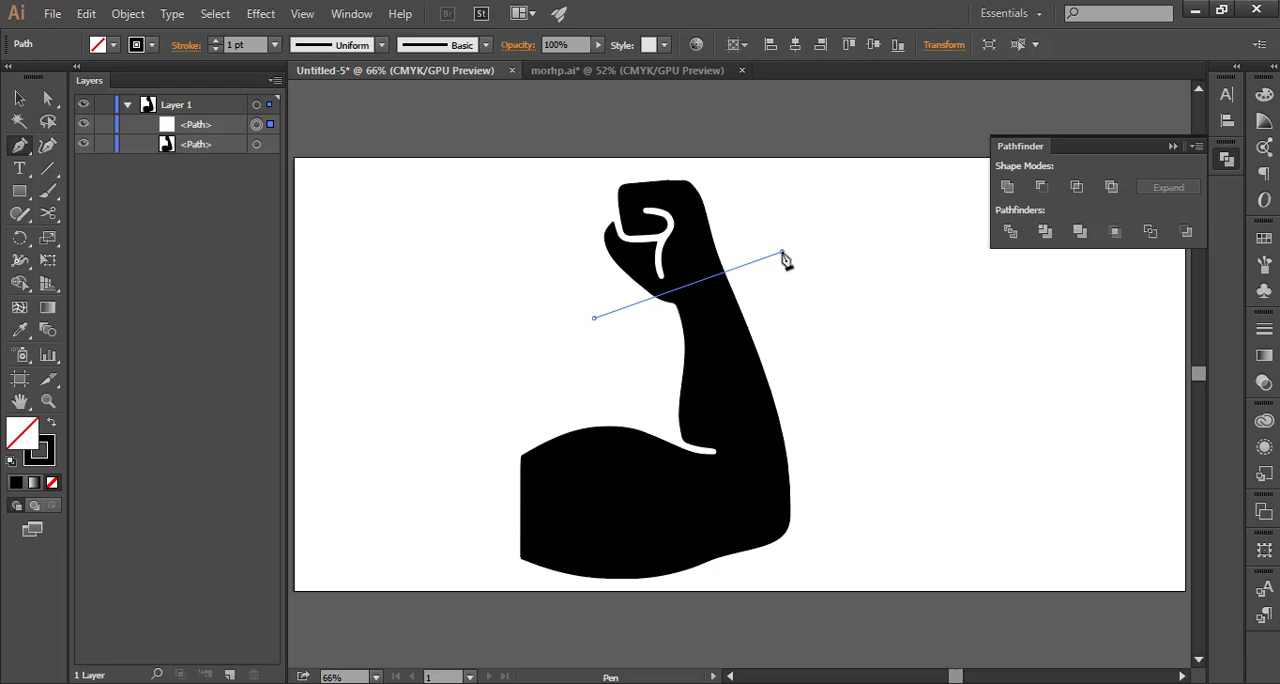 Ai File Edit Object Type Select Effect View Window Help Br St Essentials
Path Stroke: 1 pt Uniform Basic Opacity: 100% Style: Transform
Layers Untitled-5* @ 66% (CMYK/GPU Preview) morhp.ai* @ 52% (CMYK/GPU Preview)
Layer 1
<Path>
<Path>
Pathfinder
Shape Modes:
Expand
Pathfinders:
1 Layer 66% 1 Pen